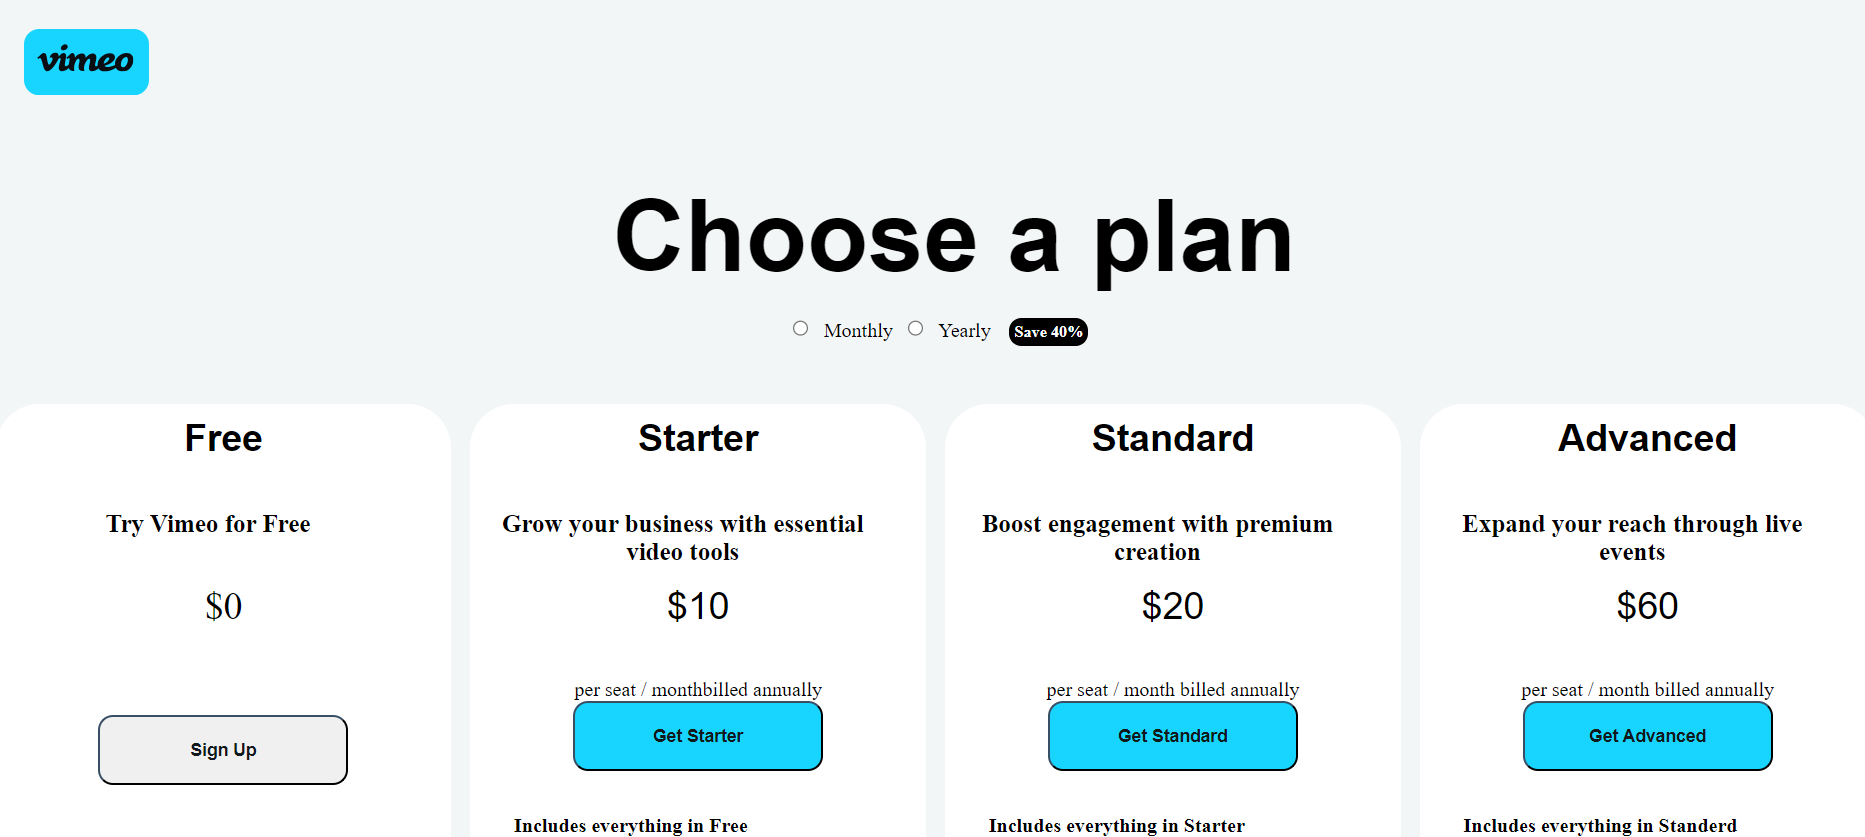 vimeo
Choose a plan
Monthly Yearly Save 40%
Free
Try Vimeo for Free
$0
Sign Up
Starter
Grow your business with essential
video tools
$10
per seat / monthbilled annually
Get Starter
Includes everything in Free
Standard
Boost engagement with premium
creation
$20
per seat / month billed annually
Get Standard
Includes everything in Starter
Advanced
Expand your reach through live
events
$60
per seat / month billed annually
Get Advanced
Includes everything in Standerd